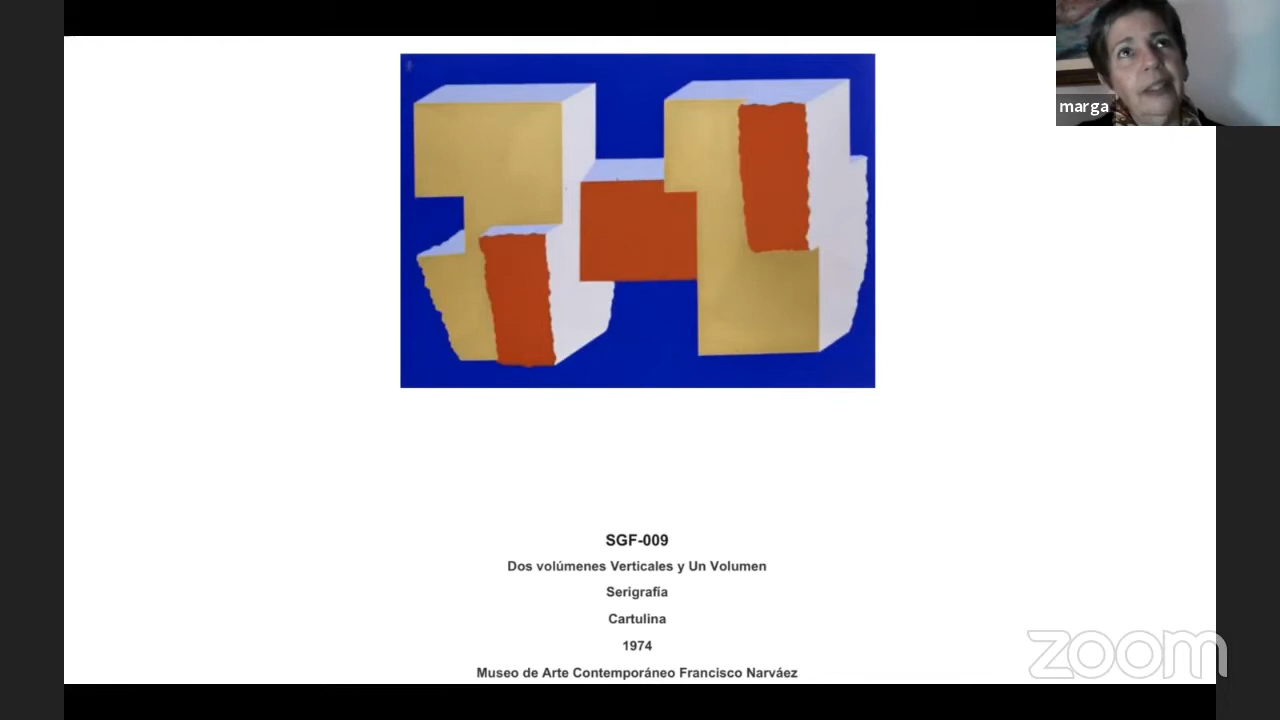 marga
SGF-009
Dos volúmenes Verticales y Un Volumen
Serigrafía
Cartulina
1974
Museo de Arte Contemporáneo Francisco Narváez
zoom